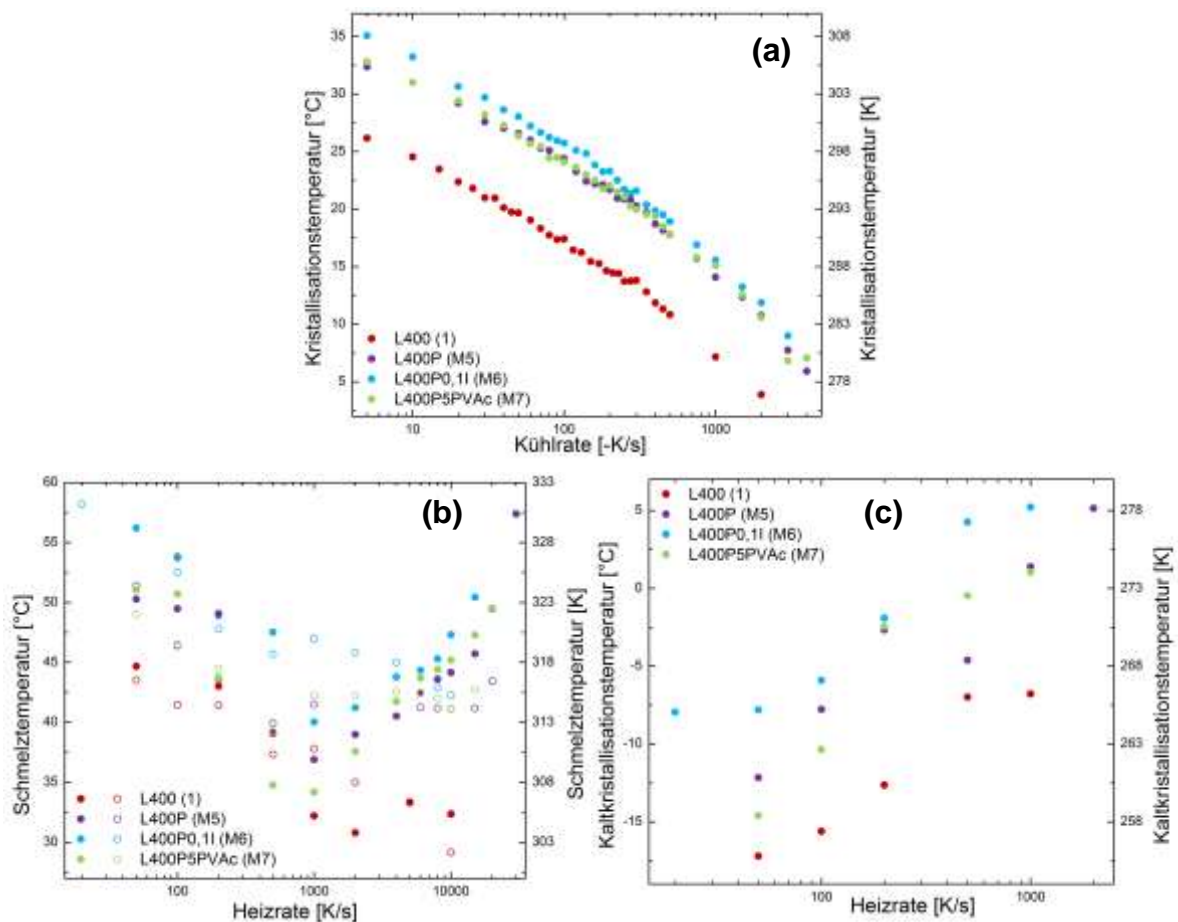 (a)
Kristallisationstemperatur [°C]
35
30
25
20
15
10
5
308
303
298
293
288
283
278
Kristallisationstemperatur [K]
L400 (1)
L400P (M5)
L400P0,1I (M6)
L400P5PVAc (M7)
10
100
1000
Kühlrate [-K/s]
(b)
Schmelztemperatur [°C]
60
55
50
45
40
35
30
333
328
323
318
313
308
303
Schmelztemperatur [K]
L400 (1)
L400P (M5)
L400P0,1I (M6)
L400P5PVAc (M7)
100
1000
10000
Heizrate [K/s]
(c)
Kaltkristallisationstemperatur [°C]
L400 (1)
L400P (M5)
L400P0,1I (M6)
L400P5PVAc (M7)
5
0
-5
-10
-15
278
273
268
263
258
Kaltkristallisationstemperatur [K]
100
1000
Heizrate [K/s]